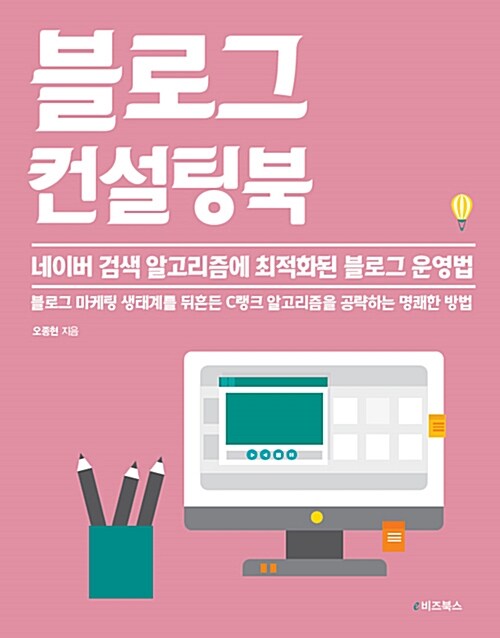 블로그
컨설팅북
네이버 검색 알고리즘에 최적화된 블로그 운영법
블로그 마케팅 생태계를 뒤흔든 C랭크 알고리즘을 공략하는 명쾌한 방법
오종현 지음
e비즈북스